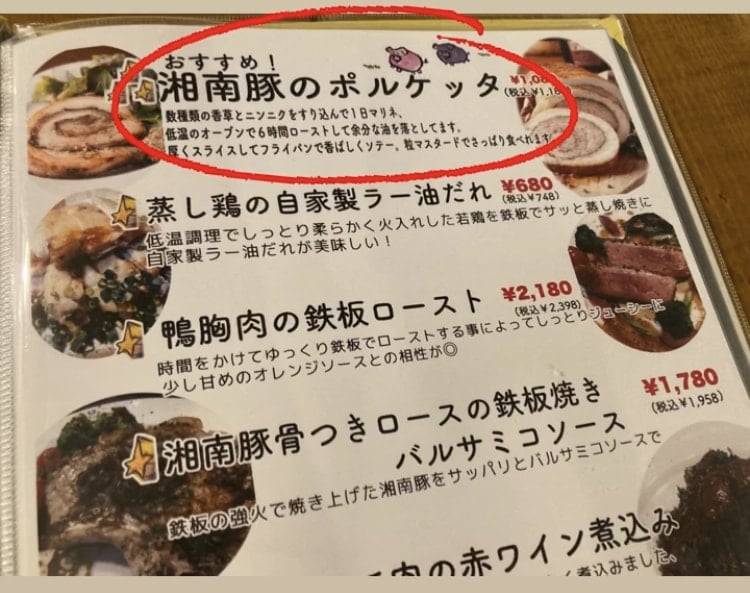 おすすめ!
湘南豚のポルケッタ
数種類の香草とニンニクをすり込んで1日マリネ、
低温のオーブンで6時間ローストして余分な油を落としてます。
厚くスライスしてフライパンで香ばしくソテー。粒マスタードでさっぱり食べれます
蒸し鶏の自家製ラー油だれ ¥680
(税込¥748)
低温調理でしっとり柔らかく火入れした若鶏を鉄板でサッと蒸し焼きに
自家製ラー油だれが美味しい!
鴨胸肉の鉄板ロースト ¥2,180
(税込¥2,398)
時間をかけてゆっくり鉄板でローストする事によってしっとりジューシーに
少し甘めのオレンジソースとの相性が◎
湘南豚骨つきロースの鉄板焼き ¥1,780
バルサミコソース (税込¥1,958)
鉄板の強火で焼き上げた湘南豚をサッパリとバルサミコソースで
肉の赤ワイン煮込み
煮込みました、